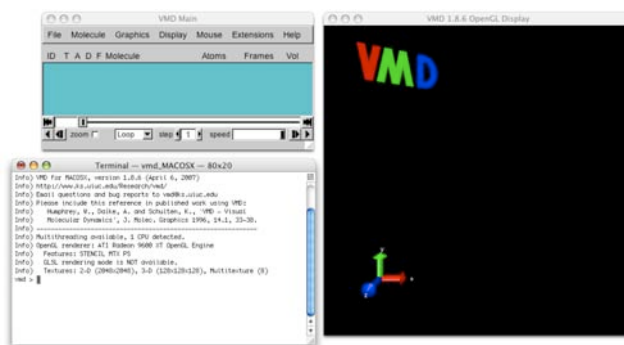 VMD Main
File Molecule Graphics Display Mouse Extensions Help
ID T A D F Molecule Atoms Frames Vol
zoom Loop step 1 speed
Terminal — vmd_MACOSX — 80x20
Info) VMD for MACOSX, version 1.8.6 (April 6, 2007)
Info) http://www.ks.uiuc.edu/Research/vmd/
Info) Email questions and bug reports to vmd@ks.uiuc.edu
Info) Please include this reference in published work using VMD:
Info) Humphrey, W., Dalke, A. and Schulten, K., `VMD - Visual
Info) Molecular Dynamics', J. Molec. Graphics 1996, 14.1, 33-38.
Info) -------------------------------------------------------------
Info) Multithreading available, 1 CPU detected.
Info) OpenGL renderer: ATI Radeon 9600 XT OpenGL Engine
Info) Features: STENCIL MTX PS
Info) GLSL rendering mode is NOT available.
Info) Textures: 2-D (2048x2048), 3-D (128x128x128), Multitexture (8)
vmd >
VMD 1.8.6 OpenGL Display
VMD
y
x
z